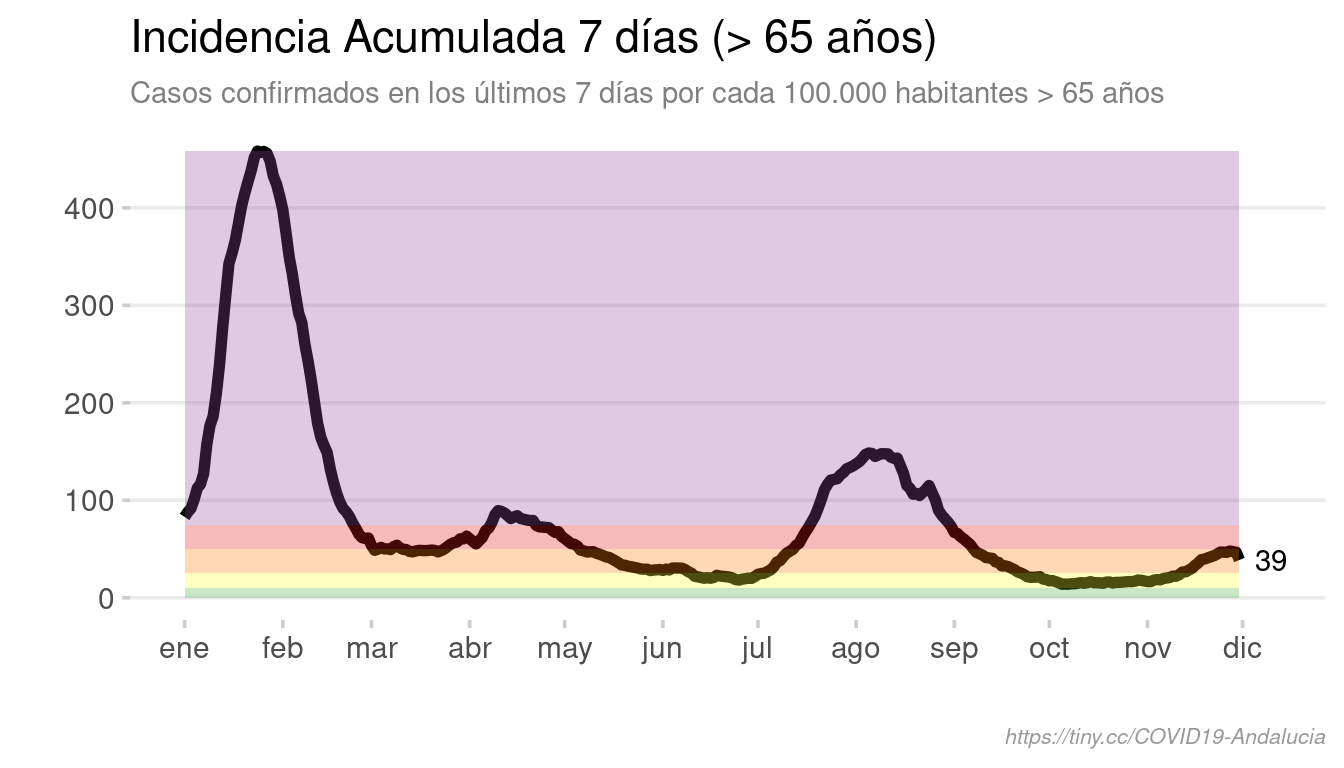 Incidencia Acumulada 7 días (> 65 años)
Casos confirmados en los últimos 7 días por cada 100.000 habitantes > 65 años
400
300
200
100
0
39
ene feb mar abr may jun jul ago sep oct nov dic
https://tiny.cc/COVID19-Andalucia